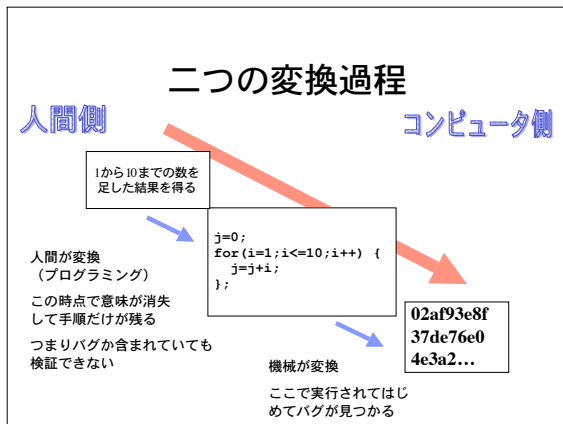 二つの変換過程
人間側
コンピュータ側
1から10までの数を
足した結果を得る
j=0;
for(i=1;i<=10;i++) {
j=j+i;
};
人間が変換
（プログラミング）
この時点で意味が消失
して手順だけが残る
つまりバグか含まれていても
検証できない
02af93e8f
37de76e0
4e3a2…
機械が変換
ここで実行されてはじ
めてバグが見つかる